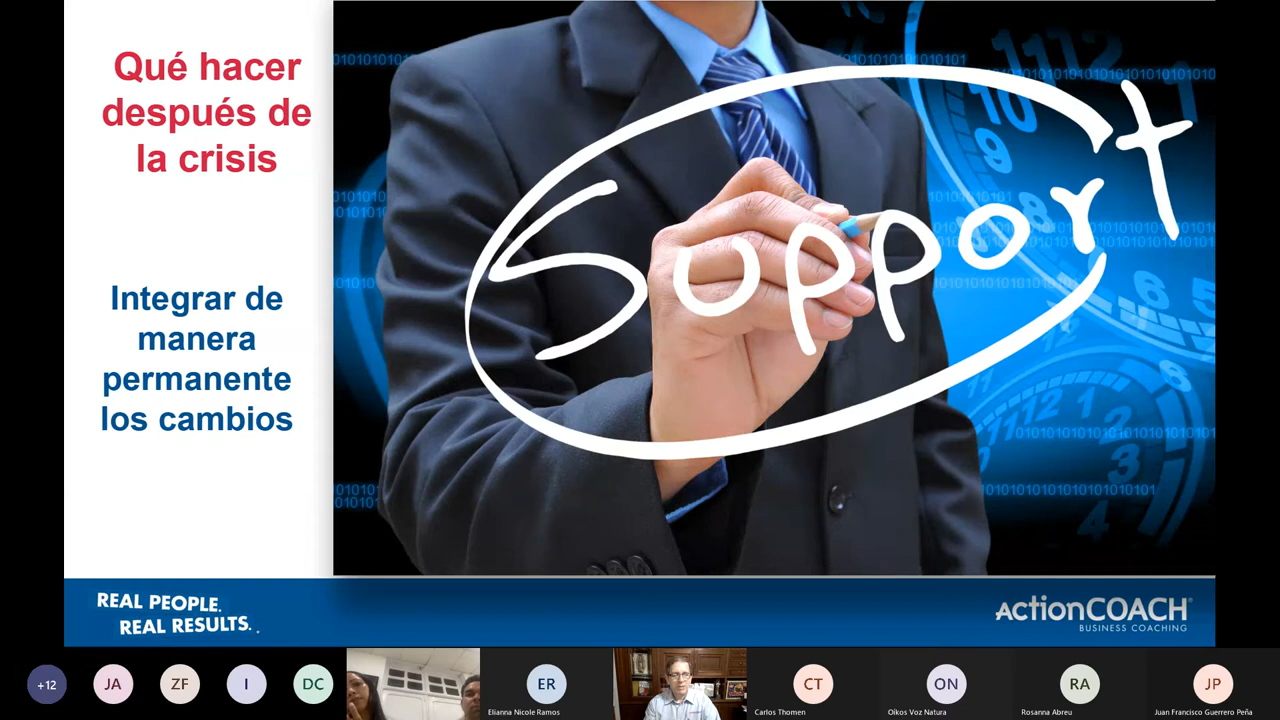 Qué hacer
después de
la crisis
Integrar de
manera
permanente
los cambios
Support
REAL PEOPLE.
REAL RESULTS.
ActionCOACH
BUSINESS COACHING
+12
JA
ZF
I
DC
ER
Elianna Nicole Ramos
CT
Carlos Thomen
ON
Oikos Voz Natura
RA
Rosanna Abreu
JP
Juan Francisco Guerrero Peña